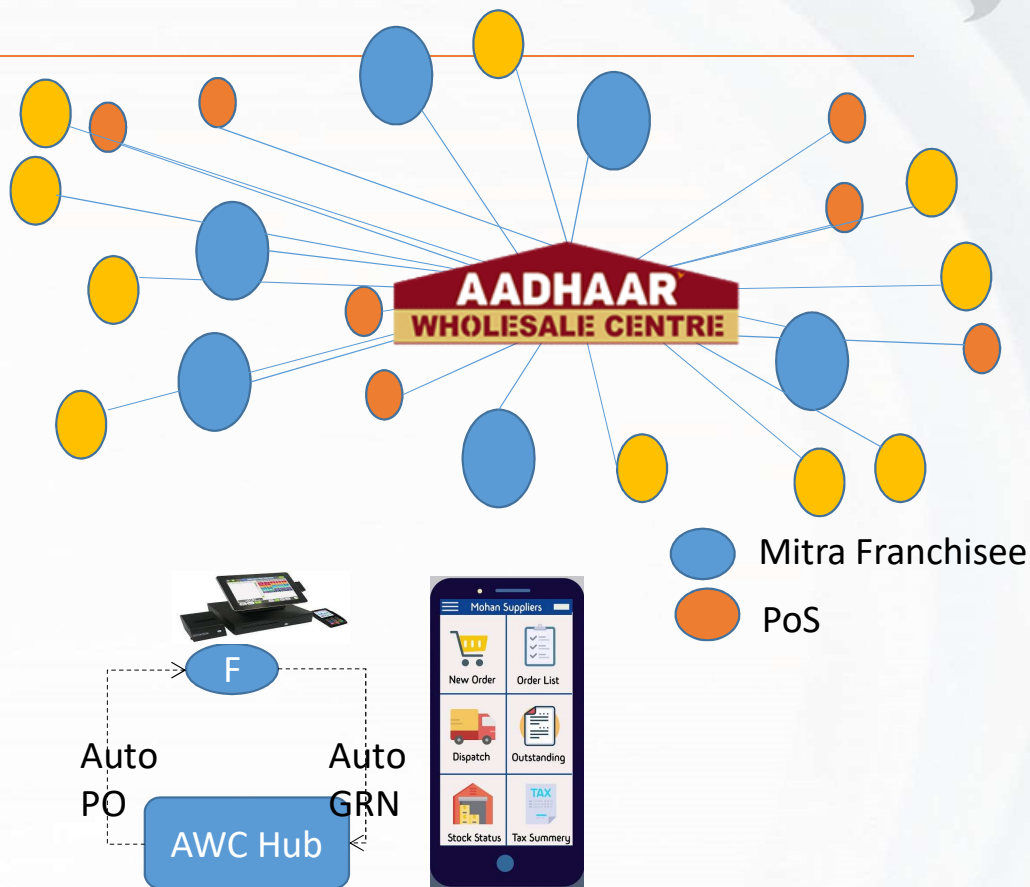 AADHAAR
WHOLESALE CENTRE
Mitra Franchisee
PoS
F
Auto
PO
Auto
GRN
AWC Hub
Mohan Suppliers
New Order
Order List
Dispatch
Outstanding
TAX
Stock Status
Tax Summery